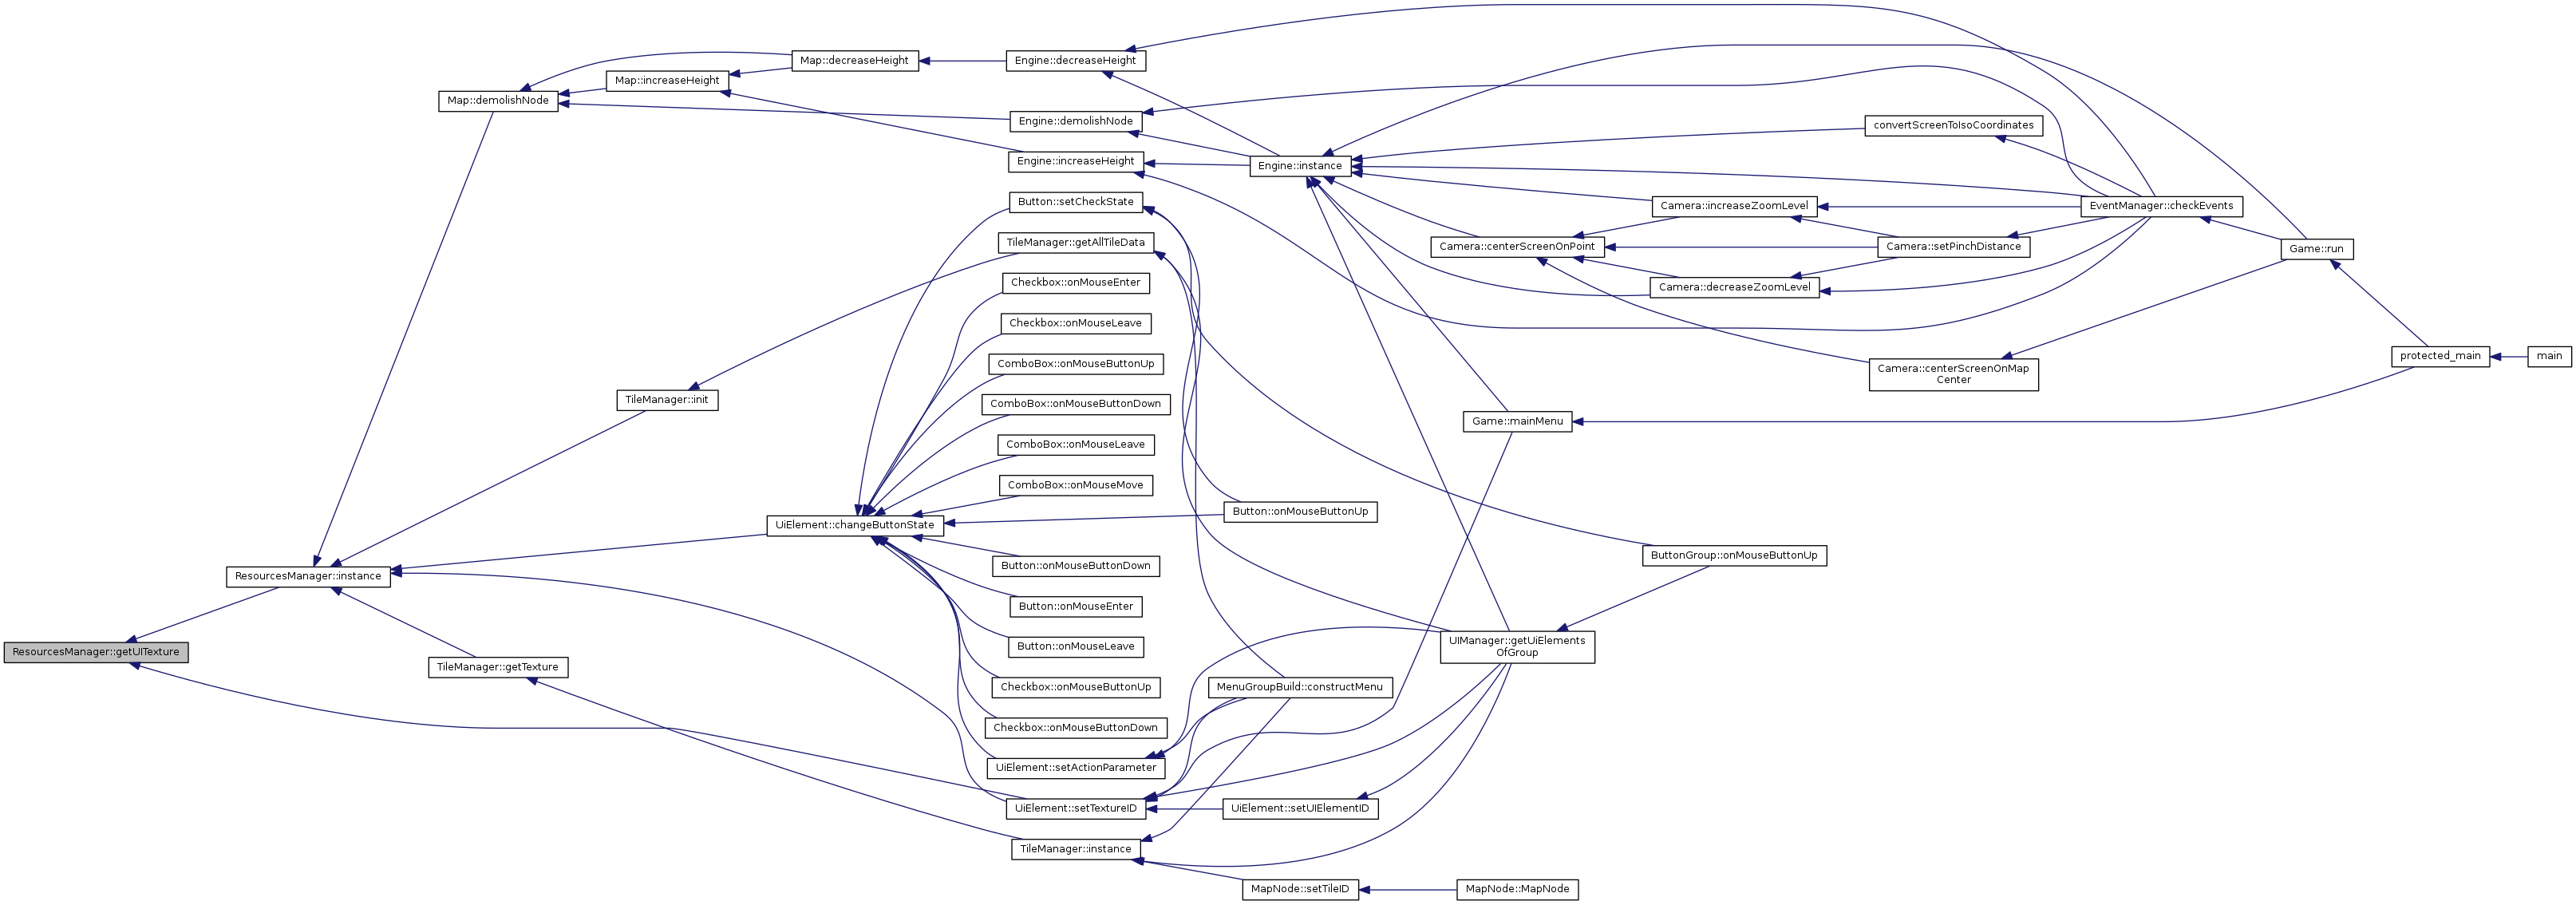 ResourcesManager::getUITexture
ResourcesManager::instance
Map::demolishNode
TileManager::init
TileManager::getTexture
Map::increaseHeight
UiElement::changeButtonState
Map::decreaseHeight
Engine::decreaseHeight
Engine::demolishNode
Engine::increaseHeight
Button::setCheckState
TileManager::getAllTileData
Checkbox::onMouseEnter
Checkbox::onMouseLeave
ComboBox::onMouseButtonUp
ComboBox::onMouseButtonDown
ComboBox::onMouseLeave
ComboBox::onMouseMove
Button::onMouseButtonDown
Button::onMouseEnter
Button::onMouseLeave
Checkbox::onMouseButtonUp
Checkbox::onMouseButtonDown
UiElement::setActionParameter
UiElement::setTextureID
TileManager::instance
Engine::instance
Button::onMouseButtonUp
MenuGroupBuild::constructMenu
UiElement::setUIElementID
MapNode::setTileID
Camera::centerScreenOnPoint
Game::mainMenu
UIManager::getUiElements
OfGroup
MapNode::MapNode
Camera::increaseZoomLevel
Camera::decreaseZoomLevel
ButtonGroup::onMouseButtonUp
convertScreenToIsoCoordinates
Camera::setPinchDistance
Camera::centerScreenOnMap
Center
EventManager::checkEvents
Game::run
protected_main
main